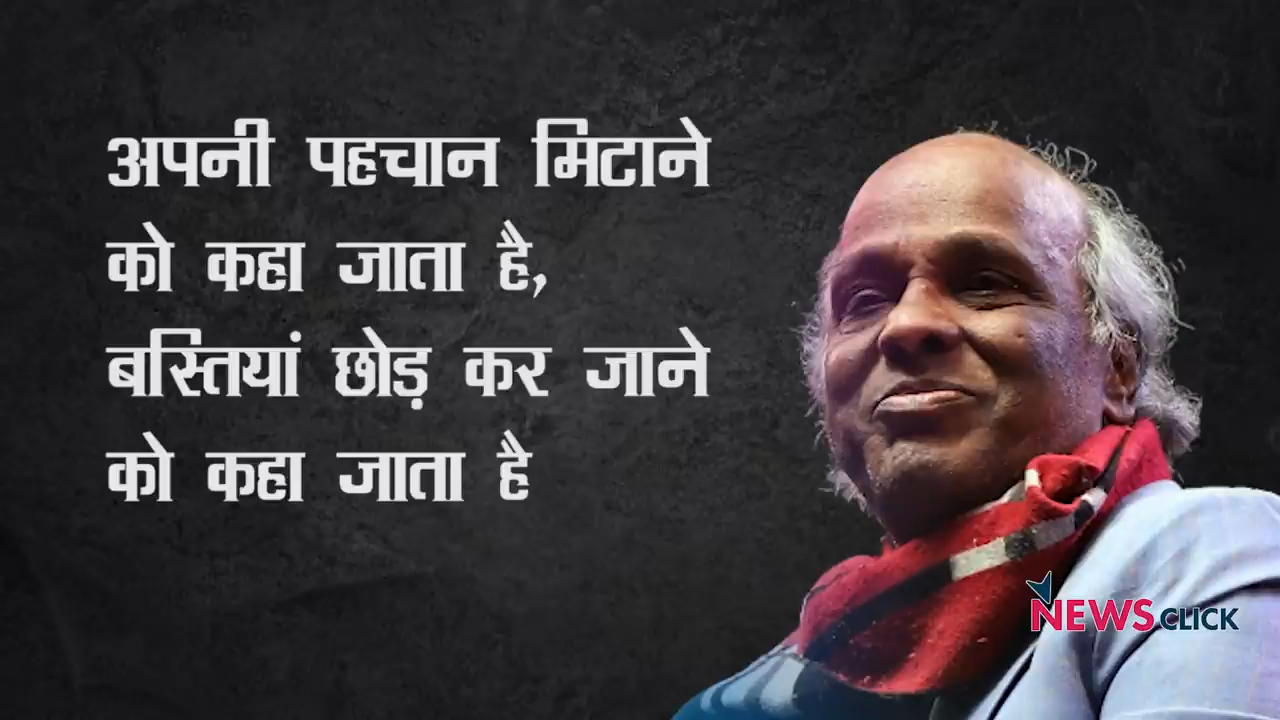 अपनी पहचान मिटाने
को कहा जाता है,
बस्तियां छोड़ कर जाने
को कहा जाता है
NEWSCLICK